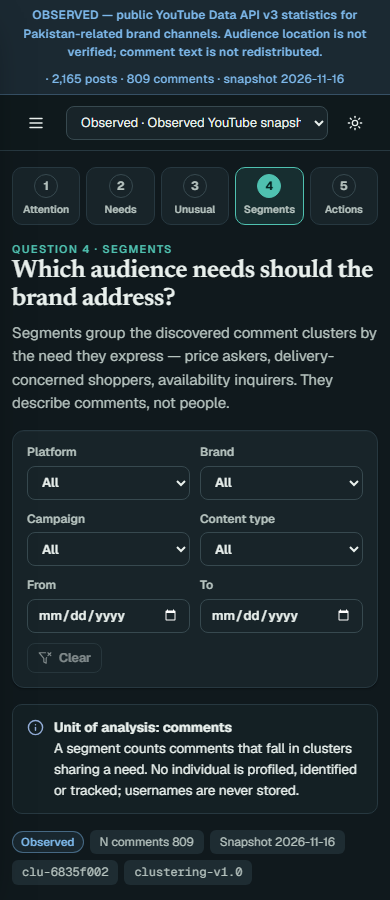 OBSERVED — public YouTube Data API v3 statistics for
Pakistan-related brand channels. Audience location is not
verified; comment text is not redistributed.
· 2,165 posts · 809 comments · snapshot 2026-11-16
Observed · Observed YouTube snapsh
1
Attention
2
Needs
3
Unusual
4
Segments
5
Actions
QUESTION 4 · SEGMENTS
Which audience needs should the
brand address?
Segments group the discovered comment clusters by
the need they express — price askers, delivery-
concerned shoppers, availability inquirers. They
describe comments, not people.
Platform
All
Brand
All
Campaign
All
Content type
All
From
mm/dd/yyyy
To
mm/dd/yyyy
Clear
Unit of analysis: comments
A segment counts comments that fall in clusters
sharing a need. No individual is profiled, identified
or tracked; usernames are never stored.
Observed N comments 809 Snapshot 2026-11-16
clu-6835f002 clustering-v1.0